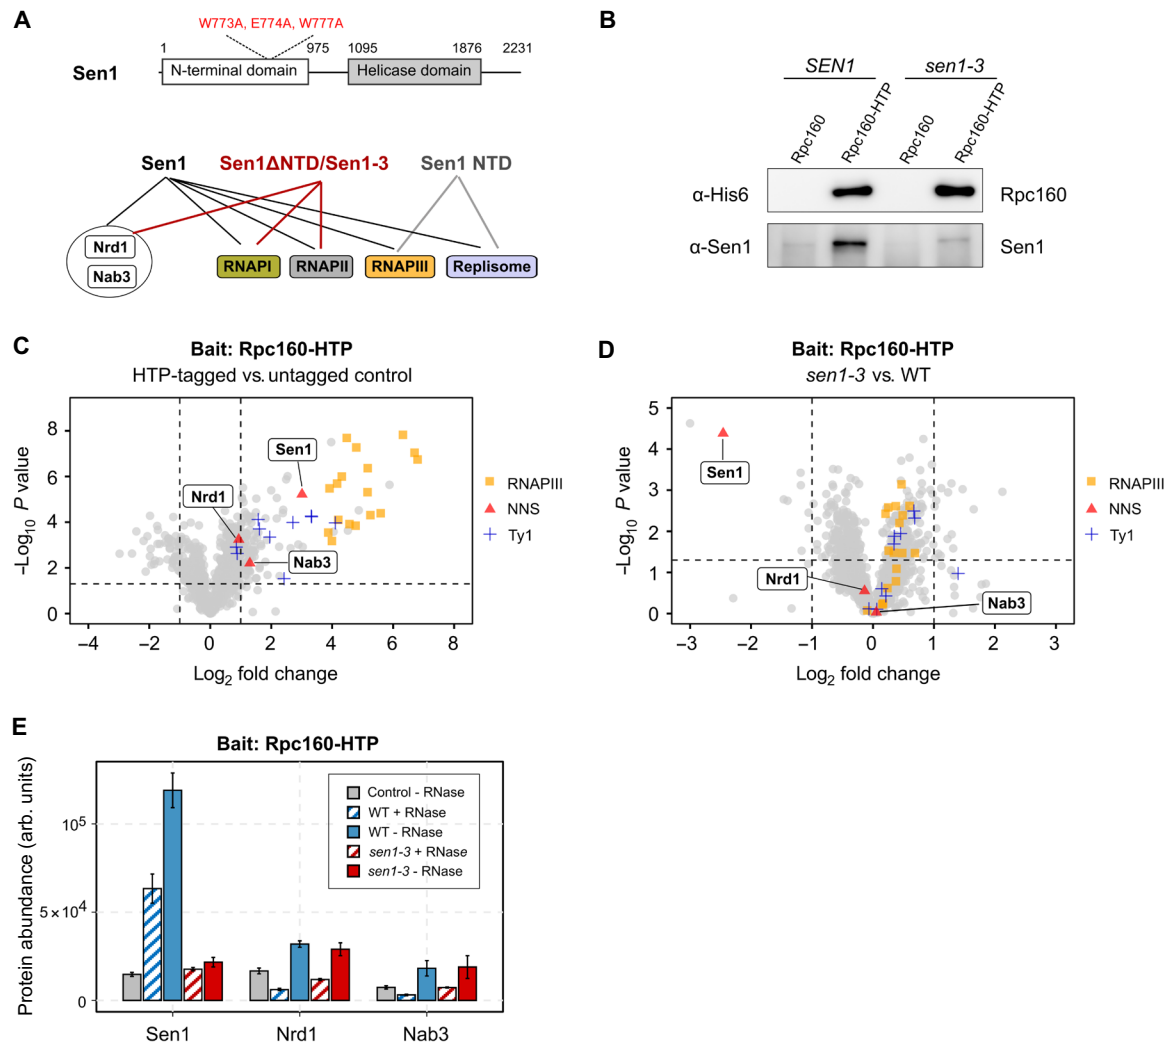 A
W773A, E774A, W777A
1 975 1095 1876 2231
Sen1 N-terminal domain Helicase domain
Sen1 Sen1ΔNTD/Sen1-3 Sen1 NTD
Nrd1
Nab3
RNAPI RNAPII RNAPIII Replisome
B
SEN1 sen1-3
Rpc160 Rpc160-HTP Rpc160 Rpc160-HTP
α-His6 Rpc160
α-Sen1 Sen1
C
Bait: Rpc160-HTP
HTP-tagged vs. untagged control
−Log10 P value
8
6
4
2
0
Sen1
Nrd1
Nab3
−4 −2 0 2 4 6 8
Log2 fold change
RNAPIII
NNS
Ty1
D
Bait: Rpc160-HTP
sen1-3 vs. WT
−Log10 P value
5
4
3
2
1
0
Sen1
Nrd1
Nab3
−3 −2 −1 0 1 2 3
Log2 fold change
RNAPIII
NNS
Ty1
E
Bait: Rpc160-HTP
Protein abundance (arb. units)
10⁵
5×10⁴
0
Control - RNase
WT + RNase
WT - RNase
sen1-3 + RNase
sen1-3 - RNase
Sen1 Nrd1 Nab3